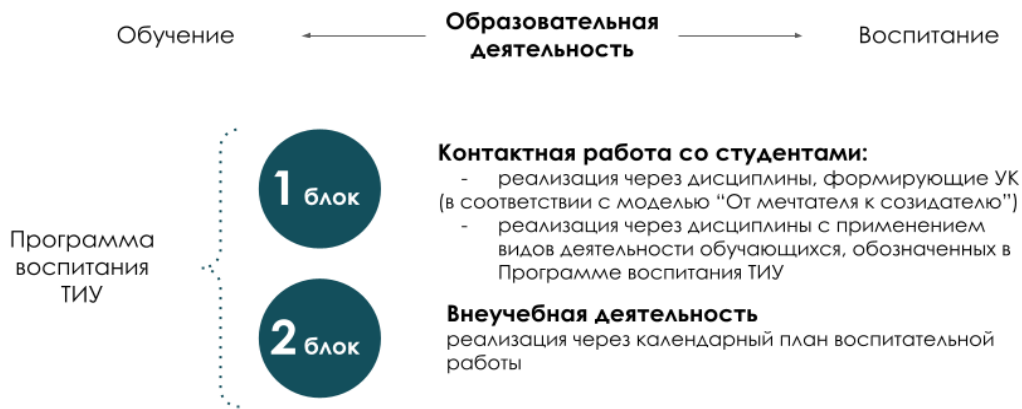 Обучение
Образовательная
деятельность
Воспитание
Программа
воспитания
ТИУ
1 блок
Контактная работа со студентами:
- реализация через дисциплины, формирующие УК
(в соответствии с моделью “От мечтателя к созидателю”)
- реализация через дисциплины с применением
видов деятельности обучающихся, обозначенных в
Программе воспитания ТИУ
2 блок
Внеучебная деятельность
реализация через календарный план воспитательной
работы